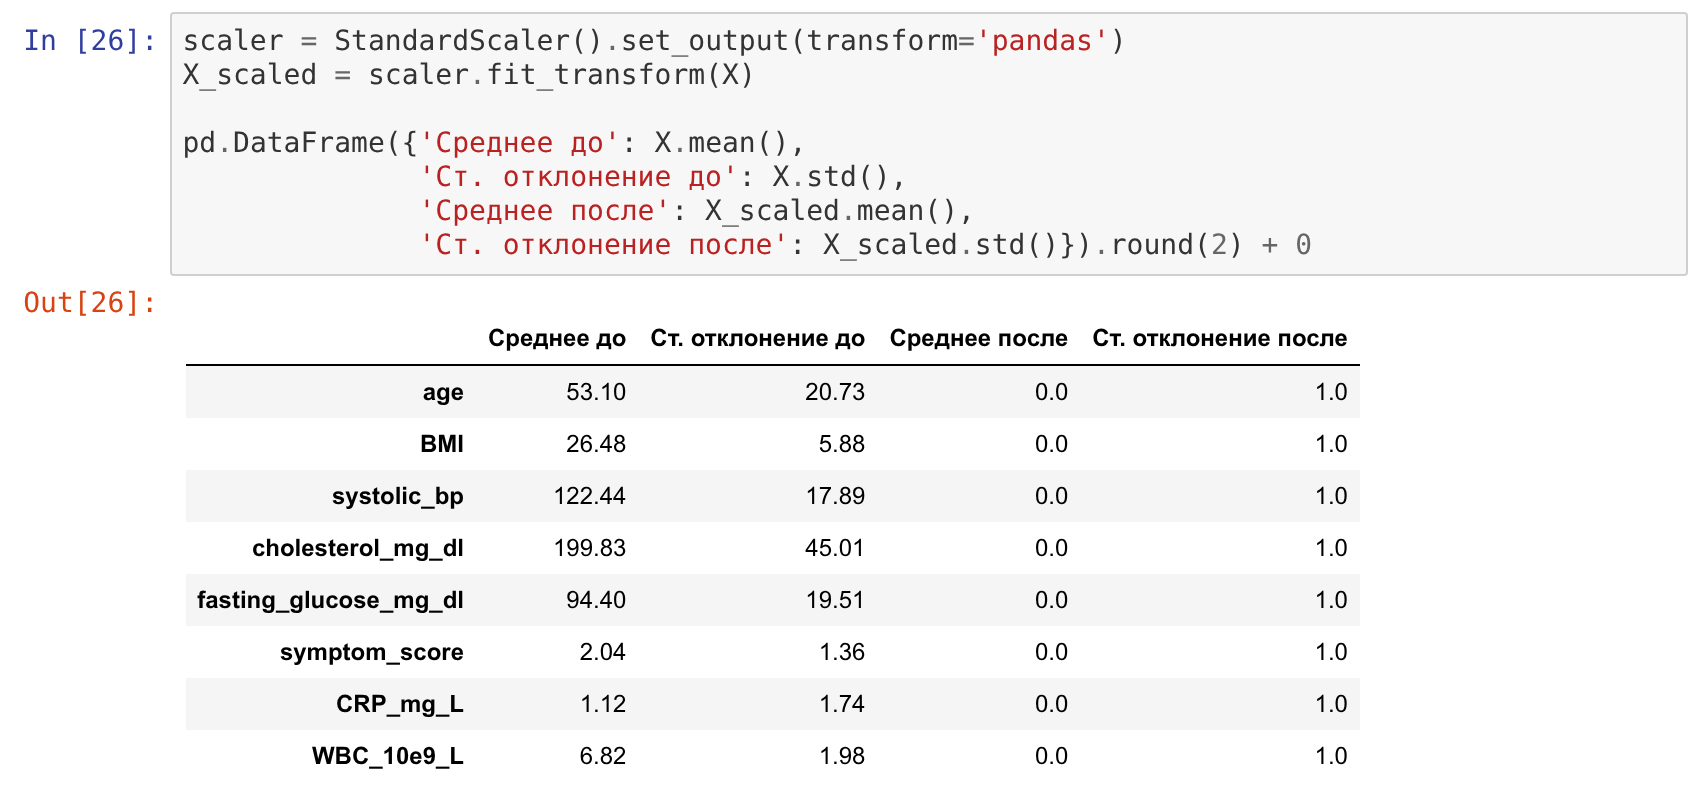 In [26]: scaler = StandardScaler().set_output(transform='pandas')
X_scaled = scaler.fit_transform(X)
pd.DataFrame({'Среднее до': X.mean(),
'Ст. отклонение до': X.std(),
'Среднее после': X_scaled.mean(),
'Ст. отклонение после': X_scaled.std()}).round(2) + 0
Out[26]:
Среднее до Ст. отклонение до Среднее после Ст. отклонение после
age 53.10 20.73 0.0 1.0
BMI 26.48 5.88 0.0 1.0
systolic_bp 122.44 17.89 0.0 1.0
cholesterol_mg_dl 199.83 45.01 0.0 1.0
fasting_glucose_mg_dl 94.40 19.51 0.0 1.0
symptom_score 2.04 1.36 0.0 1.0
CRP_mg_L 1.12 1.74 0.0 1.0
WBC_10e9_L 6.82 1.98 0.0 1.0